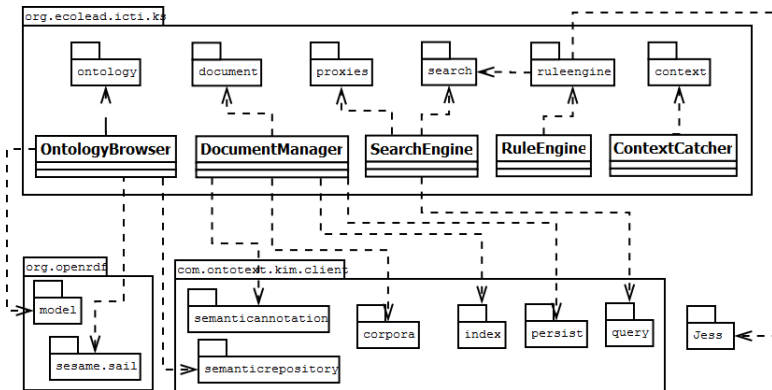 org.ecolead.icti.ks
ontology
document
proxies
search
ruleengine
context
OntologyBrowser
DocumentManager
SearchEngine
RuleEngine
ContextCatcher
org.openrdf
com.ontotext.kim.client
model
semanticannotation
corpora
index
persist
query
Jess
sesame.sail
semanticrepository